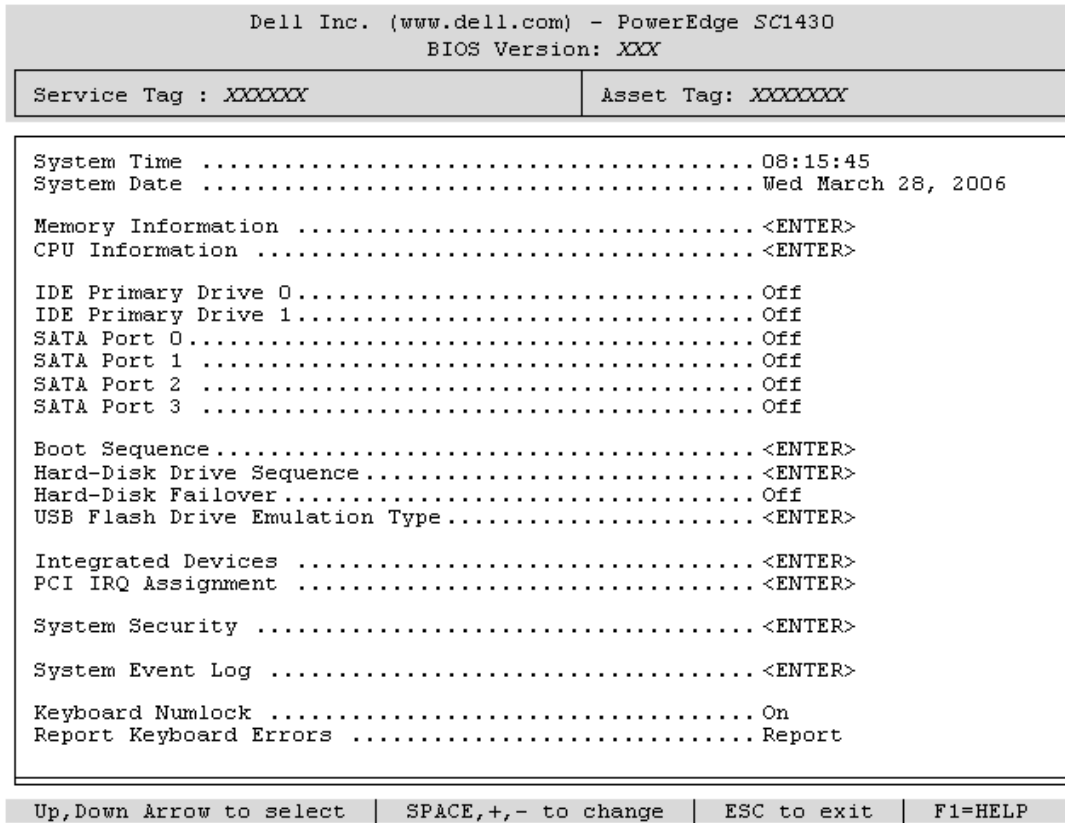 Dell Inc. (www.dell.com) - PowerEdge SC1430
BIOS Version: XXX
Service Tag : XXXXXX Asset Tag: XXXXXXX
System Time ......................................... 08:15:45
System Date ......................................... Wed March 28, 2006
Memory Information .................................. <ENTER>
CPU Information ..................................... <ENTER>
IDE Primary Drive 0.................................. Off
IDE Primary Drive 1.................................. Off
SATA Port 0.......................................... Off
SATA Port 1 ......................................... Off
SATA Port 2 ......................................... Off
SATA Port 3 ......................................... Off
Boot Sequence........................................ <ENTER>
Hard-Disk Drive Sequence............................. <ENTER>
Hard-Disk Failover................................... Off
USB Flash Drive Emulation Type....................... <ENTER>
Integrated Devices .................................. <ENTER>
PCI IRQ Assignment .................................. <ENTER>
System Security ..................................... <ENTER>
System Event Log .................................... <ENTER>
Keyboard Numlock .................................... On
Report Keyboard Errors .............................. Report
Up,Down Arrow to select | SPACE,+,- to change | ESC to exit | F1=HELP